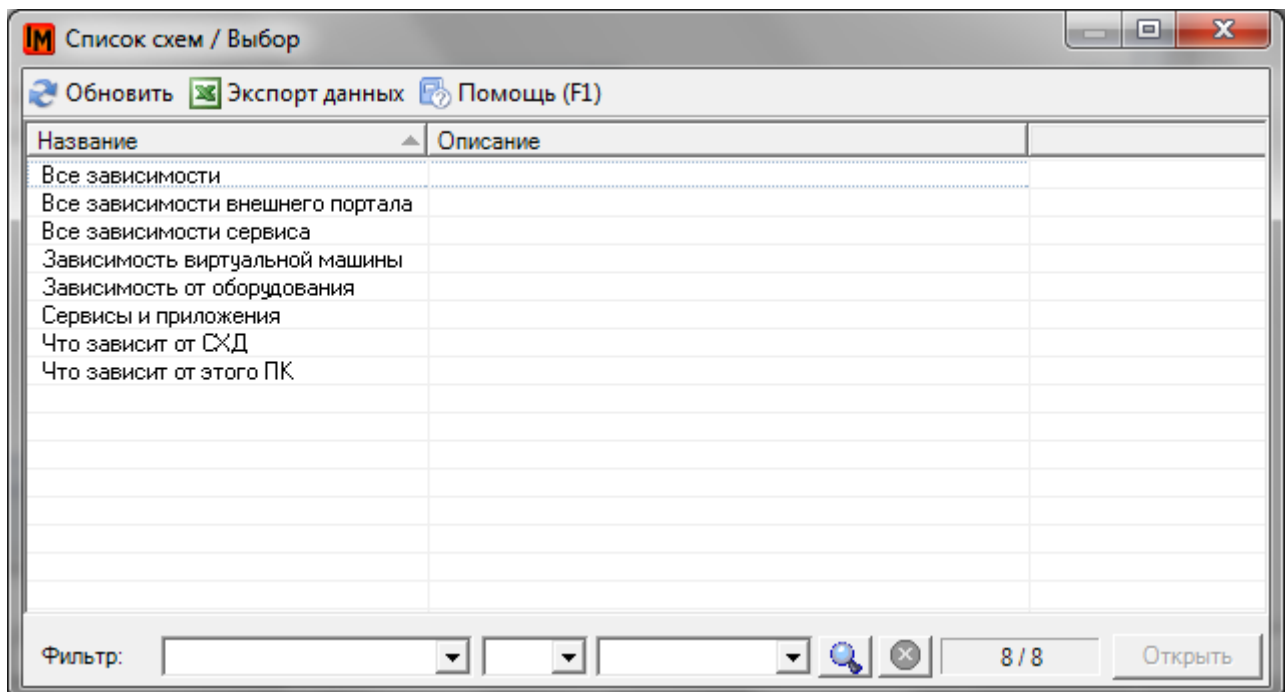 IM Список схем / Выбор
Обновить Экспорт данных Помощь (F1)
Название Описание
Все зависимости
Все зависимости внешнего портала
Все зависимости сервиса
Зависимость виртуальной машины
Зависимость от оборудования
Сервисы и приложения
Что зависит от СХД
Что зависит от этого ПК
Фильтр: 8 / 8 Открыть